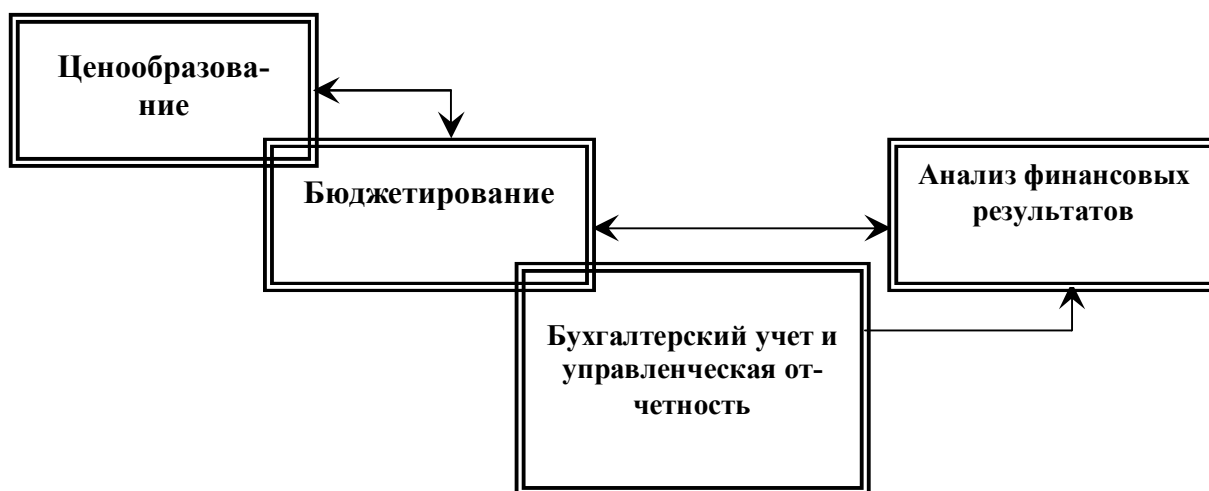 Ценообразова-
ние
Бюджетирование
Анализ финансовых
результатов
Бухгалтерский учет и
управленческая от-
четность